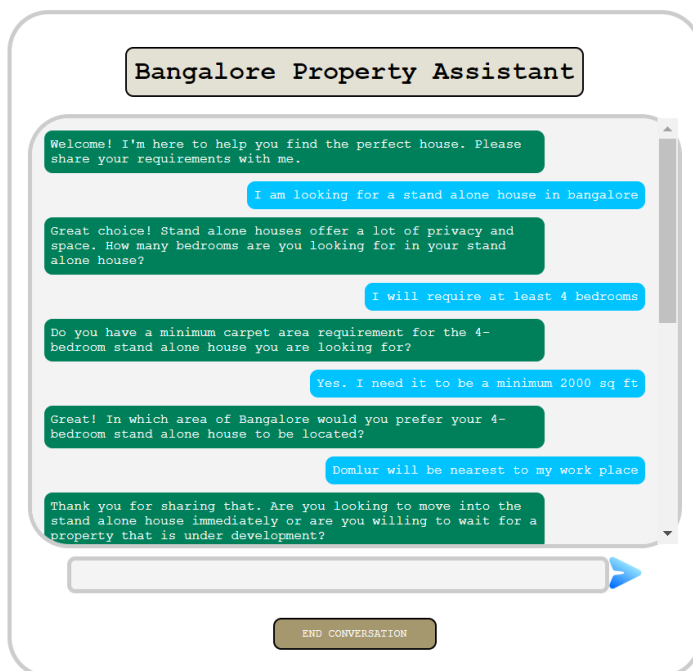 Bangalore Property Assistant
Welcome! I'm here to help you find the perfect house. Please
share your requirements with me.
I am looking for a stand alone house in bangalore
Great choice! Stand alone houses offer a lot of privacy and
space. How many bedrooms are you looking for in your stand
alone house?
I will require at least 4 bedrooms
Do you have a minimum carpet area requirement for the 4-
bedroom stand alone house you are looking for?
Yes. I need it to be a minimum 2000 sq ft
Great! In which area of Bangalore would you prefer your 4-
bedroom stand alone house to be located?
Domlur will be nearest to my work place
Thank you for sharing that. Are you looking to move into the
stand alone house immediately or are you willing to wait for a
property that is under development?
END CONVERSATION